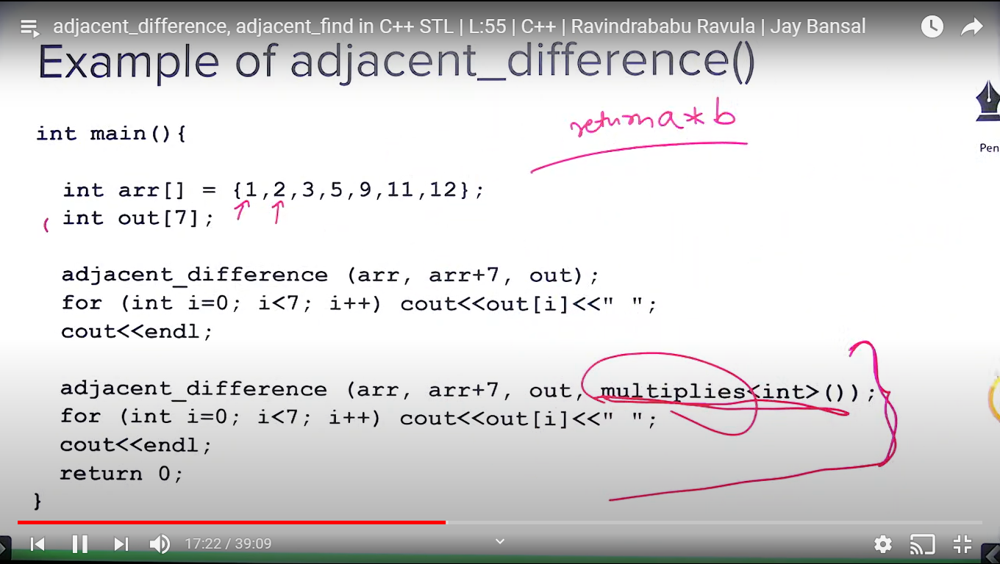 adjacent_difference, adjacent_find in C++ STL | L:55 | C++ | Ravindrababu Ravula | Jay Bansal
Example of adjacent_difference()
return a * b
Pen
int main(){
int arr[] = {1,2,3,5,9,11,12};
int out[7];
adjacent_difference (arr, arr+7, out);
for (int i=0; i<7; i++) cout<<out[i]<<" ";
cout<<endl;
adjacent_difference (arr, arr+7, out, multiplies<int>());
for (int i=0; i<7; i++) cout<<out[i]<<" ";
cout<<endl;
return 0;
}
17:22 / 39:09